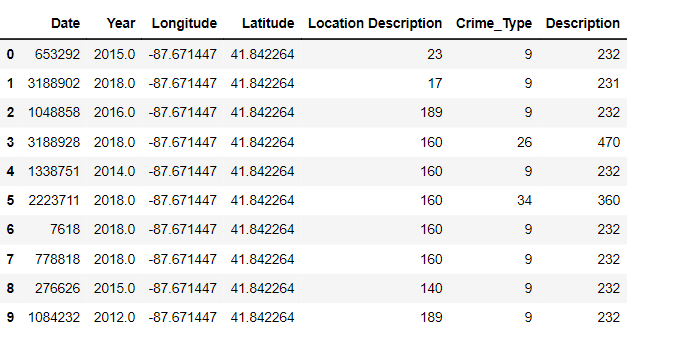 Date Year Longitude Latitude Location Description Crime_Type Description
0 653292 2015.0 -87.671447 41.842264 23 9 232
1 3188902 2018.0 -87.671447 41.842264 17 9 231
2 1048858 2016.0 -87.671447 41.842264 189 9 232
3 3188928 2018.0 -87.671447 41.842264 160 26 470
4 1338751 2014.0 -87.671447 41.842264 160 9 232
5 2223711 2018.0 -87.671447 41.842264 160 34 360
6 7618 2018.0 -87.671447 41.842264 160 9 232
7 778818 2018.0 -87.671447 41.842264 160 9 232
8 276626 2015.0 -87.671447 41.842264 140 9 232
9 1084232 2012.0 -87.671447 41.842264 189 9 232